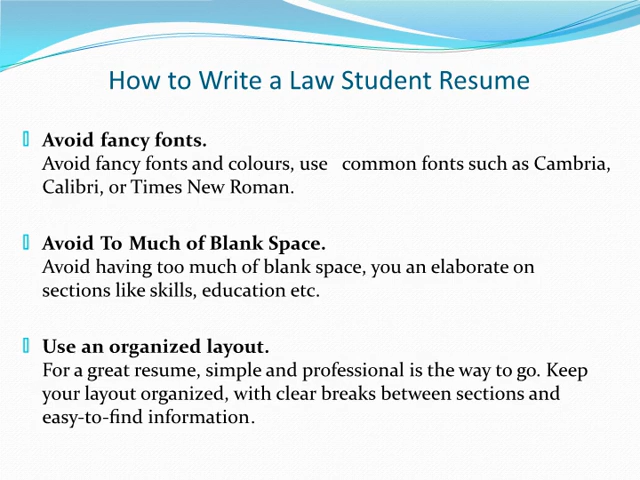 How to Write a Law Student Resume
Avoid fancy fonts.
Avoid fancy fonts and colours, use common fonts such as Cambria,
Calibri, or Times New Roman.
Avoid To Much of Blank Space.
Avoid having too much of blank space, you an elaborate on
sections like skills, education etc.
Use an organized layout.
For a great resume, simple and professional is the way to go. Keep
your layout organized, with clear breaks between sections and
easy-to-find information.